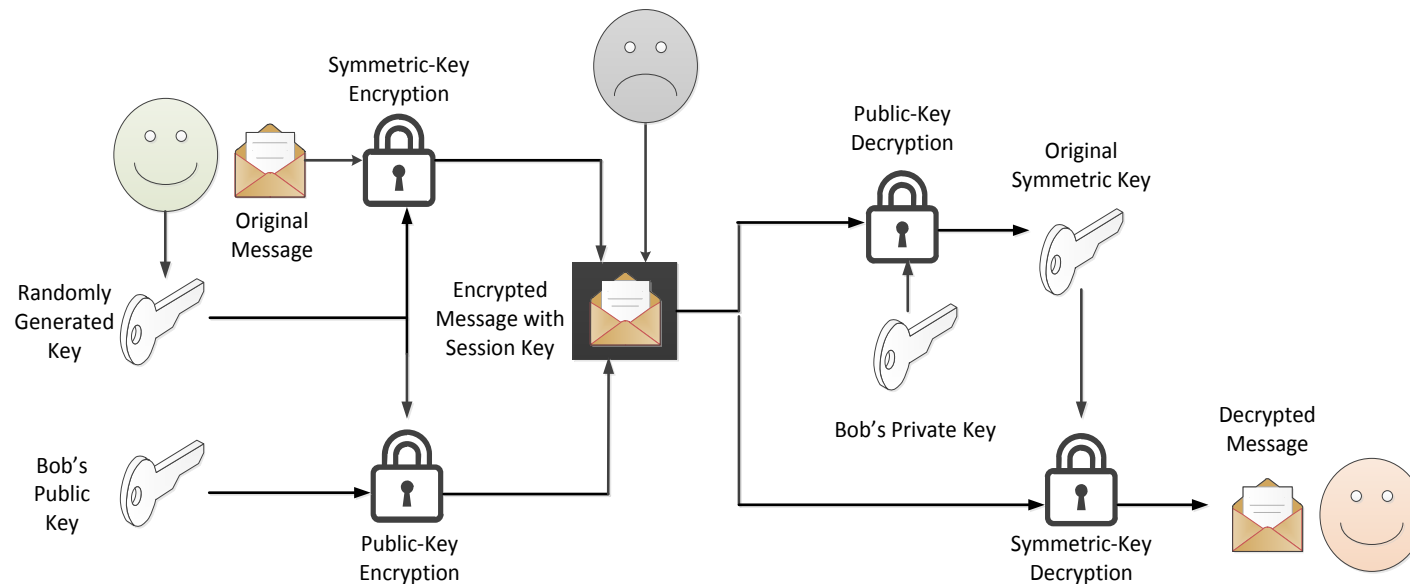 Symmetric-Key
Encryption
Original
Message
Randomly
Generated
Key
Bob’s
Public
Key
Public-Key
Encryption
Encrypted
Message with
Session Key
Public-Key
Decryption
Original
Symmetric Key
Bob’s Private Key
Decrypted
Message
Symmetric-Key
Decryption